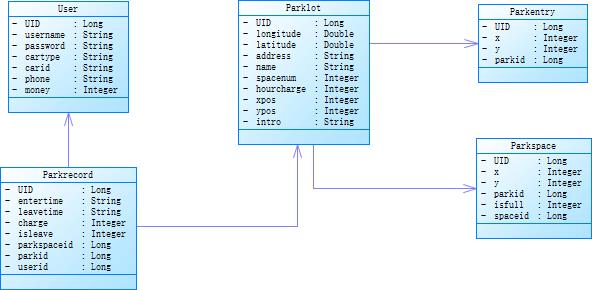 User
- UID : Long
- username : String
- password : String
- cartype : String
- carid : String
- phone : String
- money : Integer
Parklot
- UID : Long
- longitude : Double
- latitude : Double
- address : String
- name : String
- spacenum : Integer
- hourcharge : Integer
- xpos : Integer
- ypos : Integer
- intro : String
Parkentry
- UID : Long
- x : Integer
- y : Integer
- parkid : Long
Parkrecord
- UID : Long
- entertime : String
- leavetime : String
- charge : Integer
- isleave : Integer
- parkspaceid : Long
- parkid : Long
- userid : Long
Parkspace
- UID : Long
- x : Integer
- y : Integer
- parkid : Long
- isfull : Integer
- spaceid : Long